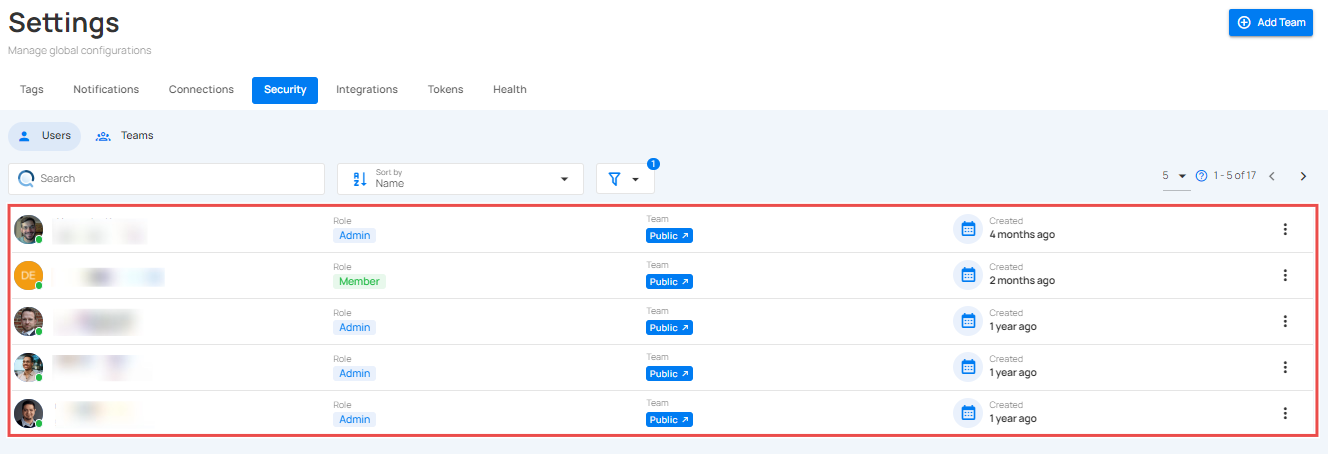 Settings
Add Team
Manage global configurations
Tags Notifications Connections Security Integrations Tokens Health
Users Teams
Search
Sort by
Name
1
5 1 - 5 of 17
Role Team Created
Admin Public 4 months ago
DE
Role Team Created
Member Public 2 months ago
Role Team Created
Admin Public 1 year ago
Role Team Created
Admin Public 1 year ago
Role Team Created
Admin Public 1 year ago